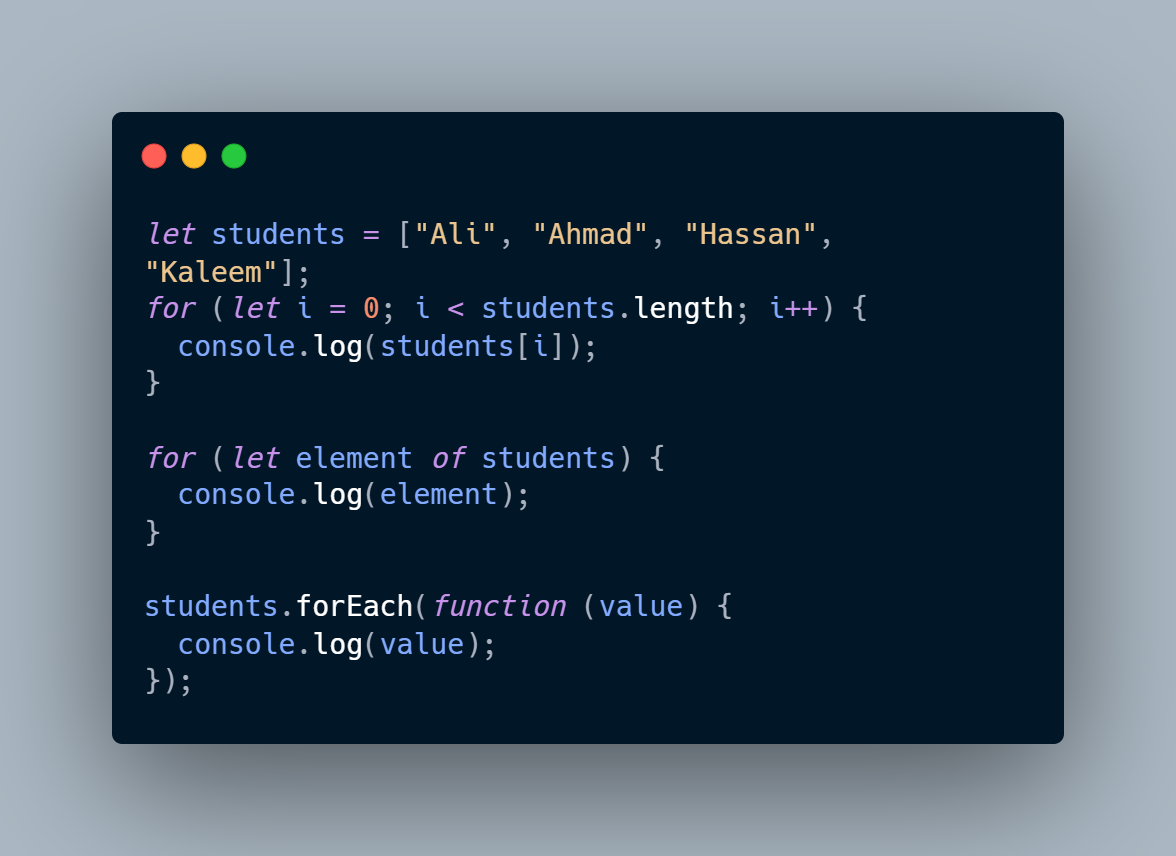 let students = ["Ali", "Ahmad", "Hassan",
"Kaleem"];
for (let i = 0; i < students.length; i++) {
  console.log(students[i]);
}

for (let element of students) {
  console.log(element);
}

students.forEach(function (value) {
  console.log(value);
});